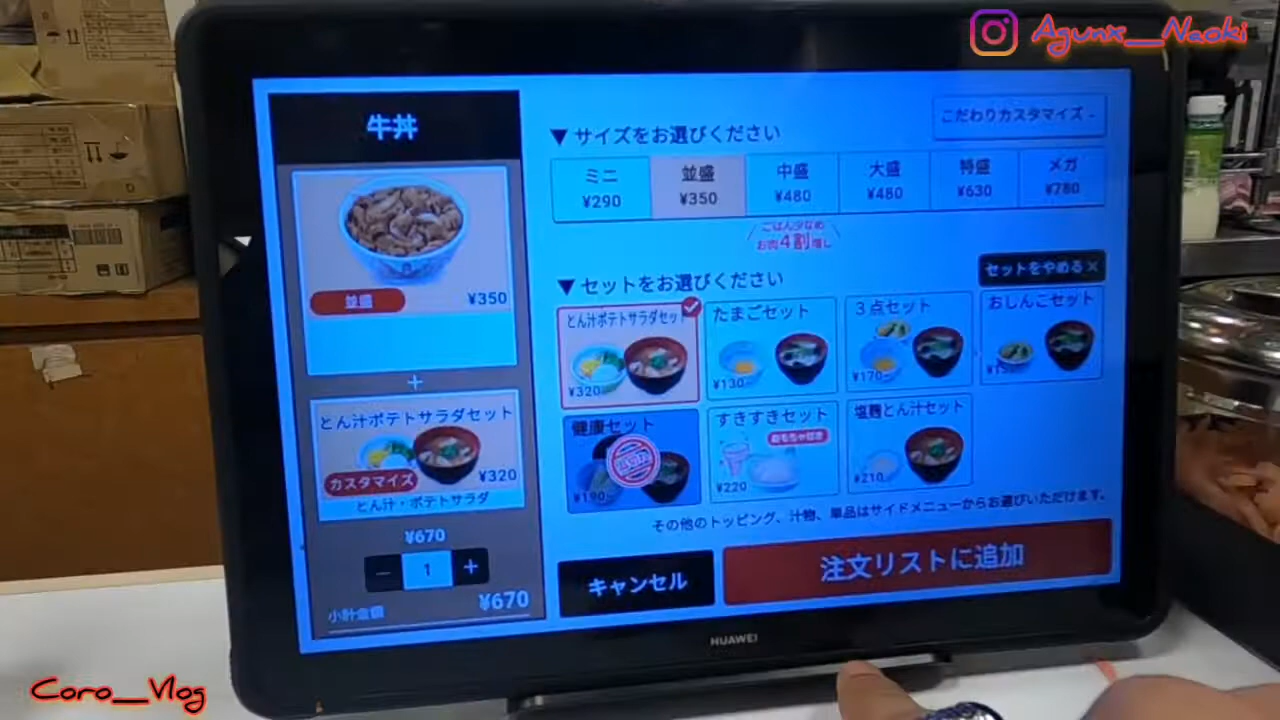 Agunx__Naoki
牛丼
並盛
¥350
+
とん汁ポテトサラダセット
カスタマイズ
¥320
とん汁・ポテトサラダ
¥670
1
+
小計金額
¥670
こだわりカスタマイズ
▼サイズをお選びください
ミニ
¥290
並盛
¥350
中盛
¥480
大盛
¥480
特盛
¥630
メガ
¥780
ごはん少なめ
お肉4割増し
▼セットをお選びください
セットをやめる×
とん汁ポテトサラダセット
¥320
たまごセット
¥130
3点セット
¥170
おしんこセット
健康セット
¥190
すきすきセット
おもちゃ付き
¥220
塩麹とん汁セット
¥210
その他のトッピング、汁物、単品はサイドメニューからお選びいただけます。
キャンセル
注文リストに追加
HUAWEI
Coro__Vlog